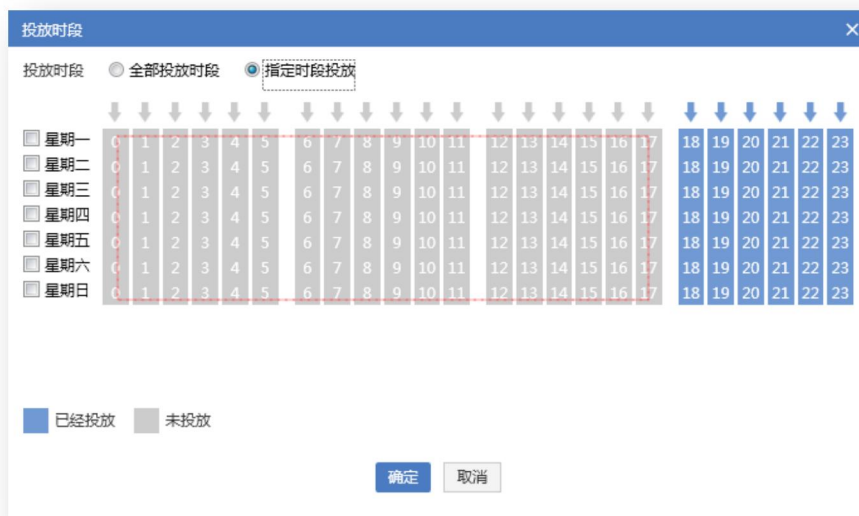 投放时段
投放时段 全部投放时段 指定时段投放
星期一 0 1 2 3 4 5 6 7 8 9 10 11 12 13 14 15 16 17 18 19 20 21 22 23
星期二 0 1 2 3 4 5 6 7 8 9 10 11 12 13 14 15 16 17 18 19 20 21 22 23
星期三 0 1 2 3 4 5 6 7 8 9 10 11 12 13 14 15 16 17 18 19 20 21 22 23
星期四 0 1 2 3 4 5 6 7 8 9 10 11 12 13 14 15 16 17 18 19 20 21 22 23
星期五 0 1 2 3 4 5 6 7 8 9 10 11 12 13 14 15 16 17 18 19 20 21 22 23
星期六 0 1 2 3 4 5 6 7 8 9 10 11 12 13 14 15 16 17 18 19 20 21 22 23
星期日 0 1 2 3 4 5 6 7 8 9 10 11 12 13 14 15 16 17 18 19 20 21 22 23
已经投放 未投放
确定 取消